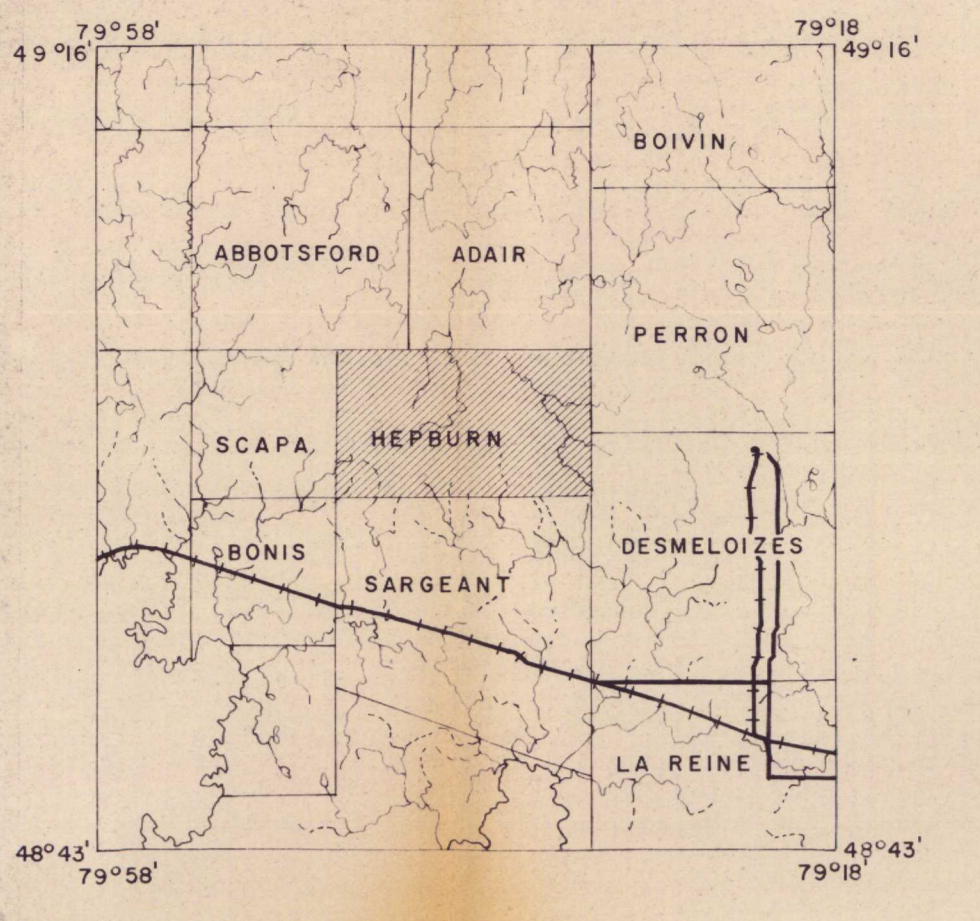 79°58' 79°18
49°16' 49°16'
BOIVIN
ABBOTSFORD ADAIR
PERRON
SCAPA HEPBURN
BONIS SARGEANT DESMELOIZES
LA REINE
48°43' 48°43'
79°58' 79°18'